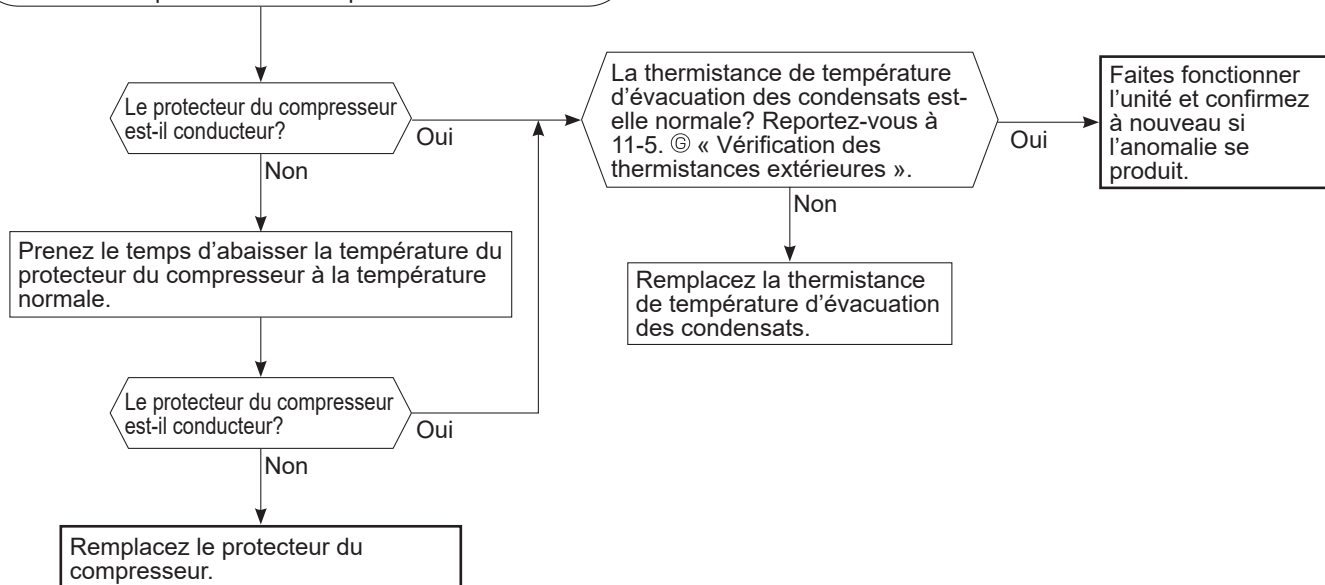 Le protecteur du compresseur
est-il conducteur?
Oui
Non
Prenez le temps d'abaisser la température du
protecteur du compresseur à la température
normale.
Le protecteur du compresseur
est-il conducteur?
Oui
Non
Remplacez le protecteur du
compresseur.
La thermistance de température
d'évacuation des condensats est-
elle normale? Reportez-vous à
11-5. Ⓖ « Vérification des
thermistances extérieures ».
Oui
Non
Remplacez la thermistance
de température d'évacuation
des condensats.
Faites fonctionner
l'unité et confirmez
à nouveau si
l'anomalie se
produit.